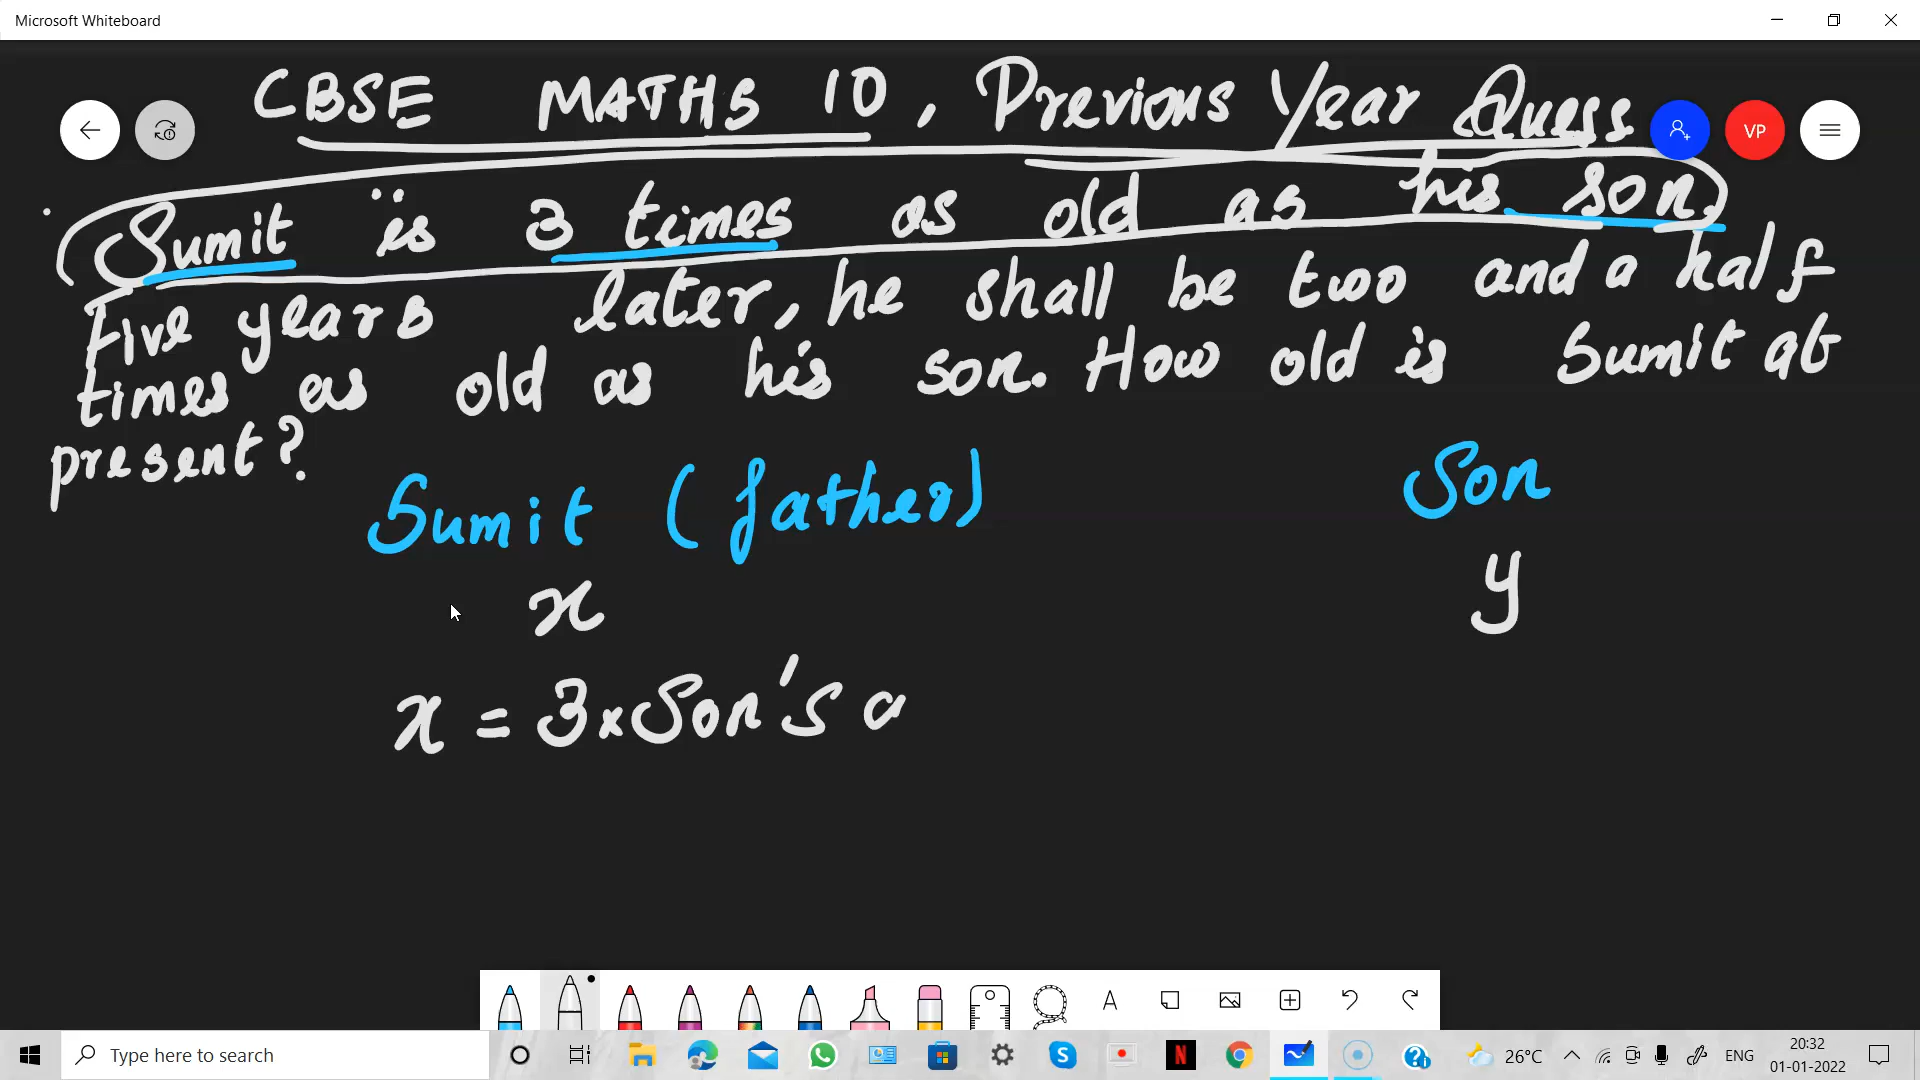 Microsoft Whiteboard
CBSE MATHS 10, Previous Year Quess
VP
Sumit is 3 times as old as his son.
Five years later, he shall be two and a half
times as old as his son. How old is Sumit at
present?
Sumit (father) Son
x y
x = 3 x Son's a
A
Type here to search
26°C
ENG
20:32
01-01-2022